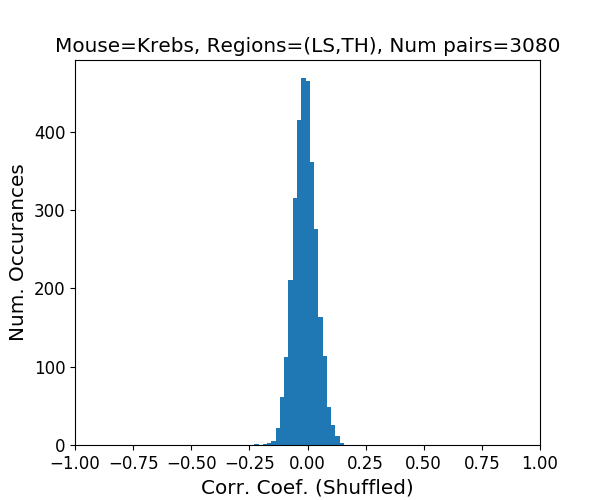 Mouse=Krebs, Regions=(LS,TH), Num pairs=3080
Num. Occurances
400
300
200
100
0
−1.00 −0.75 −0.50 −0.25 0.00 0.25 0.50 0.75 1.00
Corr. Coef. (Shuffled)